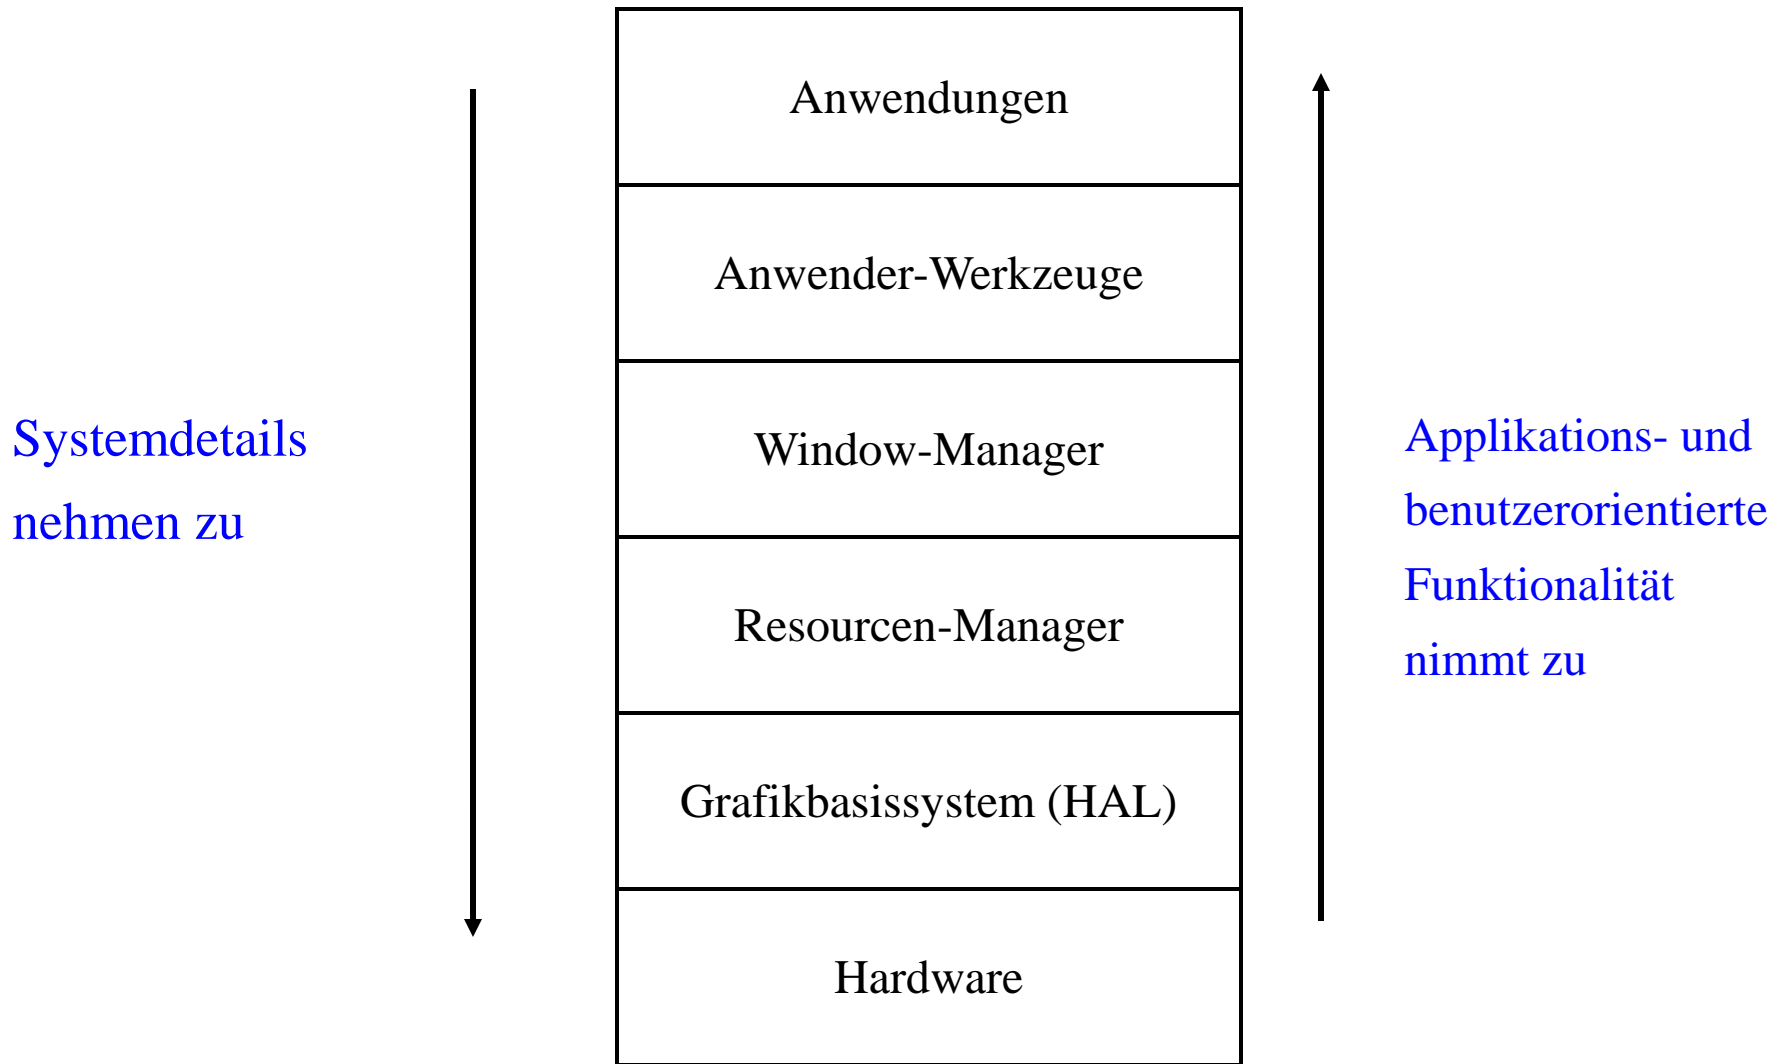 Systemdetails
nehmen zu
Anwendungen
Anwender-Werkzeuge
Window-Manager
Resourcen-Manager
Grafikbasissystem (HAL)
Hardware
Applikations- und
benutzerorientierte
Funktionalität
nimmt zu